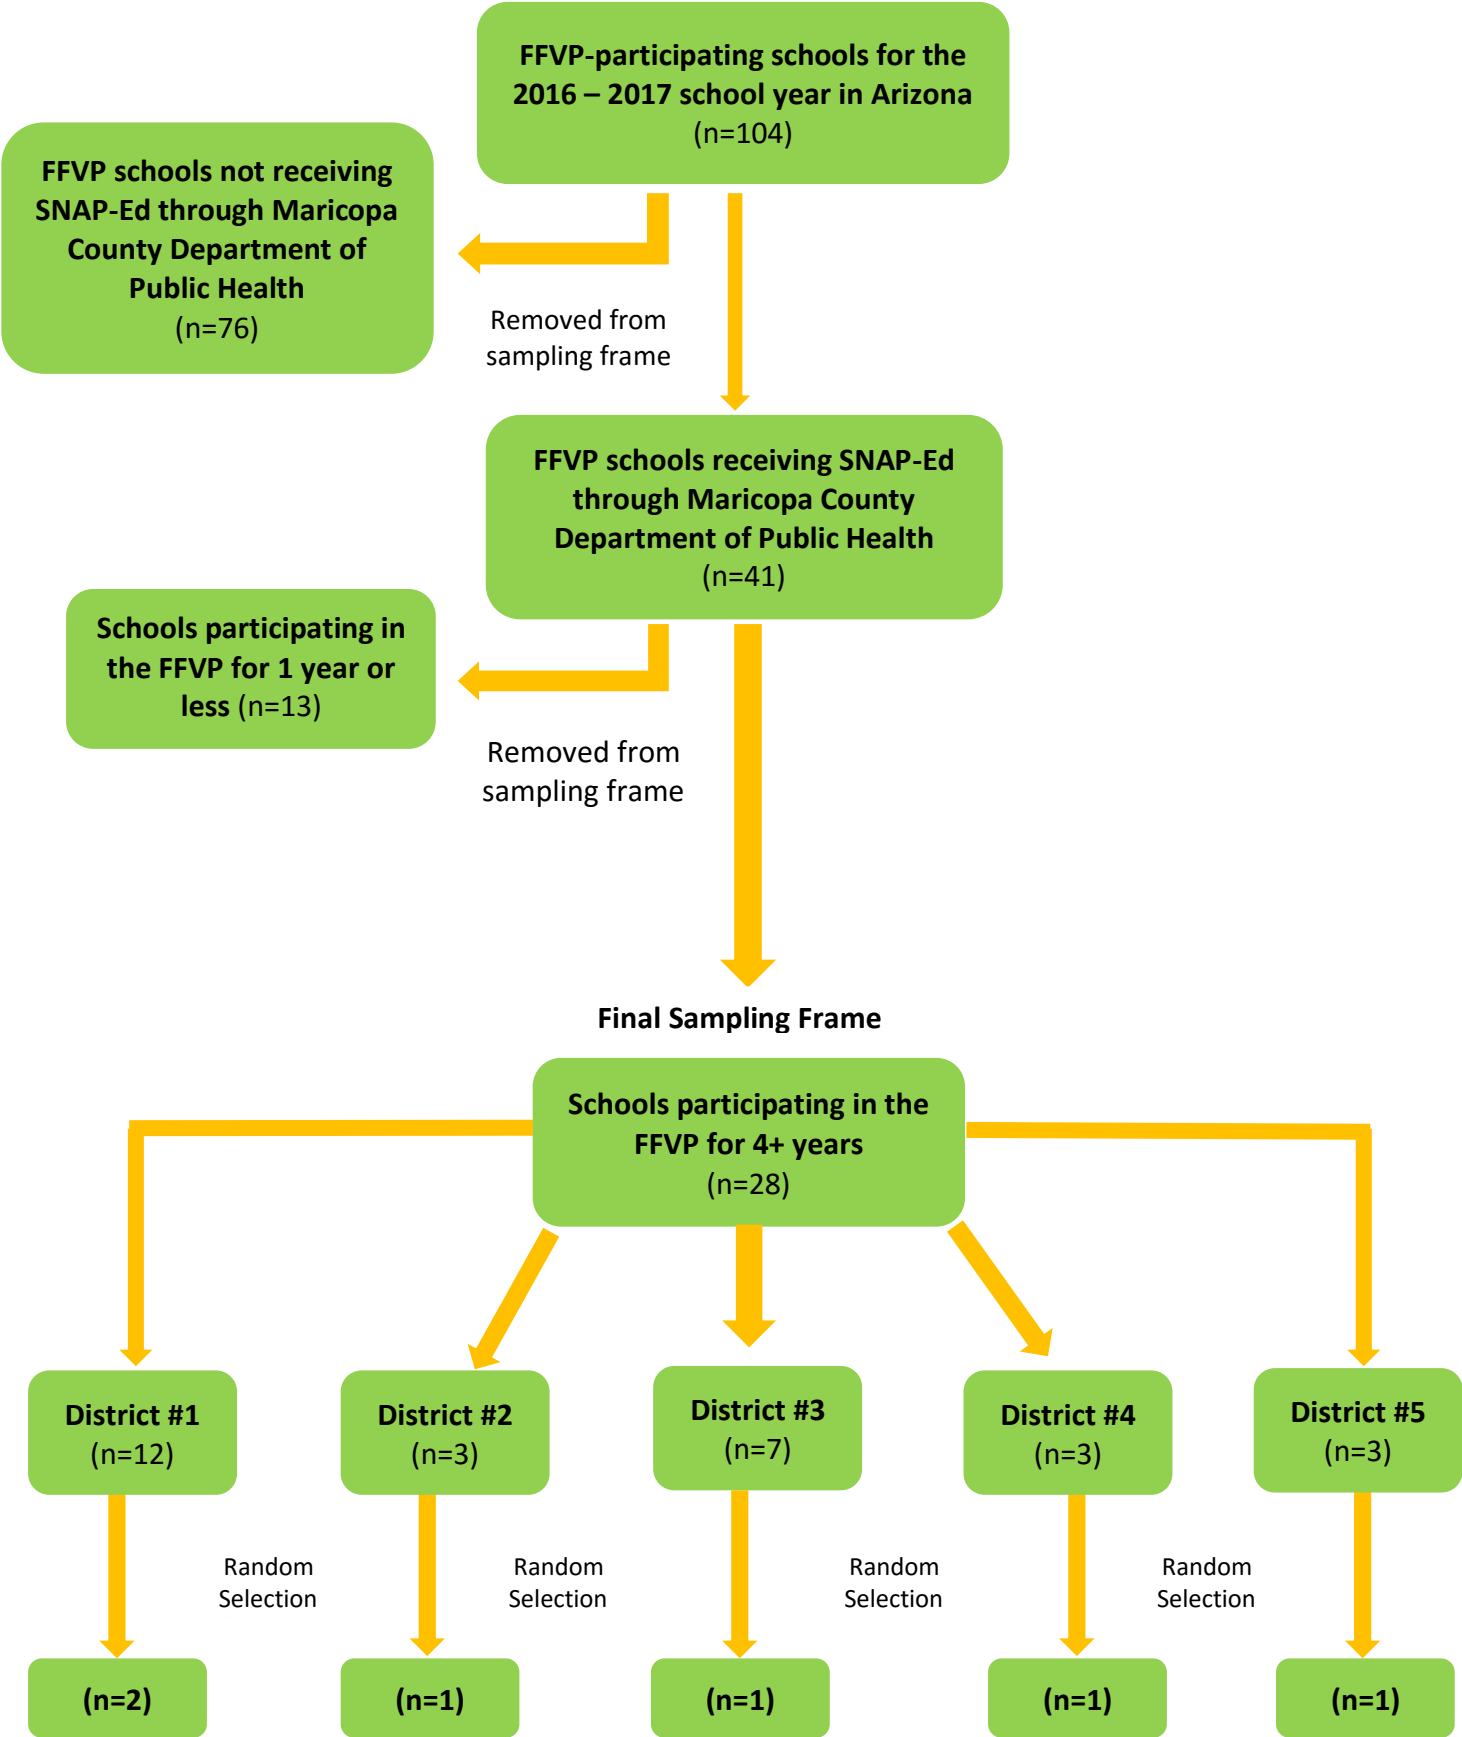 FFVP-participating schools for the
2016 – 2017 school year in Arizona
(n=104)
FFVP schools not receiving
SNAP-Ed through Maricopa
County Department of
Public Health
(n=76)
Removed from
sampling frame
FFVP schools receiving SNAP-Ed
through Maricopa County
Department of Public Health
(n=41)
Schools participating in
the FFVP for 1 year or
less (n=13)
Removed from
sampling frame
Final Sampling Frame
Schools participating in the
FFVP for 4+ years
(n=28)
District #1
(n=12)
District #2
(n=3)
District #3
(n=7)
District #4
(n=3)
District #5
(n=3)
Random
Selection
Random
Selection
Random
Selection
Random
Selection
(n=2)
(n=1)
(n=1)
(n=1)
(n=1)